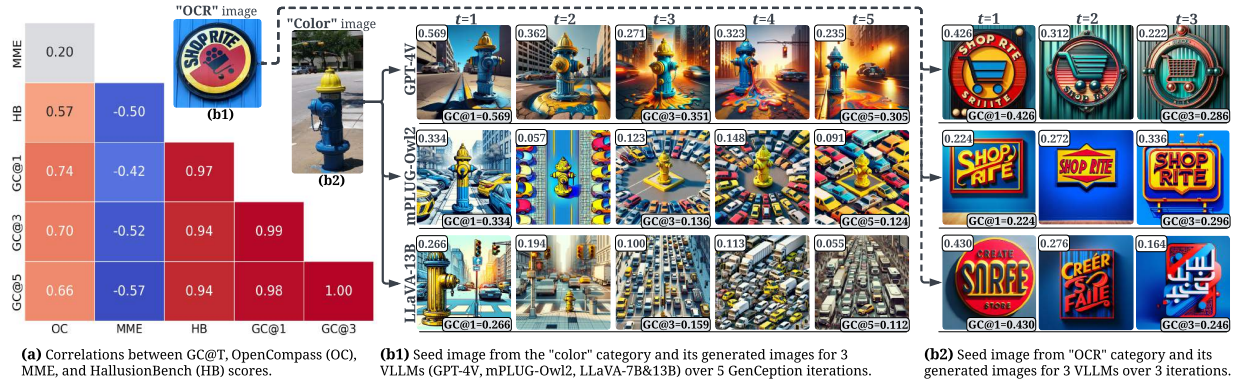 MME
HB
GC@1
GC@3
GC@5
0.20
0.57
-0.50
0.74
-0.42
0.97
0.70
-0.52
0.94
0.99
0.66
-0.57
0.94
0.98
1.00
OC
MME
HB
GC@1
GC@3
"OCR" image
SHOP RITE
(b1)
"Color" image
(b2)
t=1
t=2
t=3
t=4
t=5
GPT-4V
0.569
0.362
0.271
0.323
0.235
GC@1=0.569
GC@3=0.351
GC@5=0.305
mPLUG-Owl2
0.334
0.057
0.123
0.148
0.091
GC@1=0.334
GC@3=0.136
GC@5=0.124
LLaVA-13B
0.266
0.194
0.100
0.113
0.055
GC@1=0.266
GC@3=0.159
GC@5=0.112
t=1
t=2
t=3
0.426
0.312
0.222
SHOP RTE
SRIIITE
SHOP RITE
GC@1=0.426
GC@3=0.286
0.224
0.272
0.336
SHOP
RITE
SHOP RITE
SHOP
RITE
GC@1=0.224
GC@3=0.296
0.430
0.276
0.164
CREATE
SNRFE
STORE
CREÉR
S'
FAITE
GC@1=0.430
GC@3=0.246
(a) Correlations between GC@T, OpenCompass (OC),
MME, and HallusionBench (HB) scores.
(b1) Seed image from the "color" category and its generated images for 3
VLLMs (GPT-4V, mPLUG-Owl2, LLaVA-7B&13B) over 5 GenCeption iterations.
(b2) Seed image from "OCR" category and its
generated images for 3 VLLMs over 3 iterations.